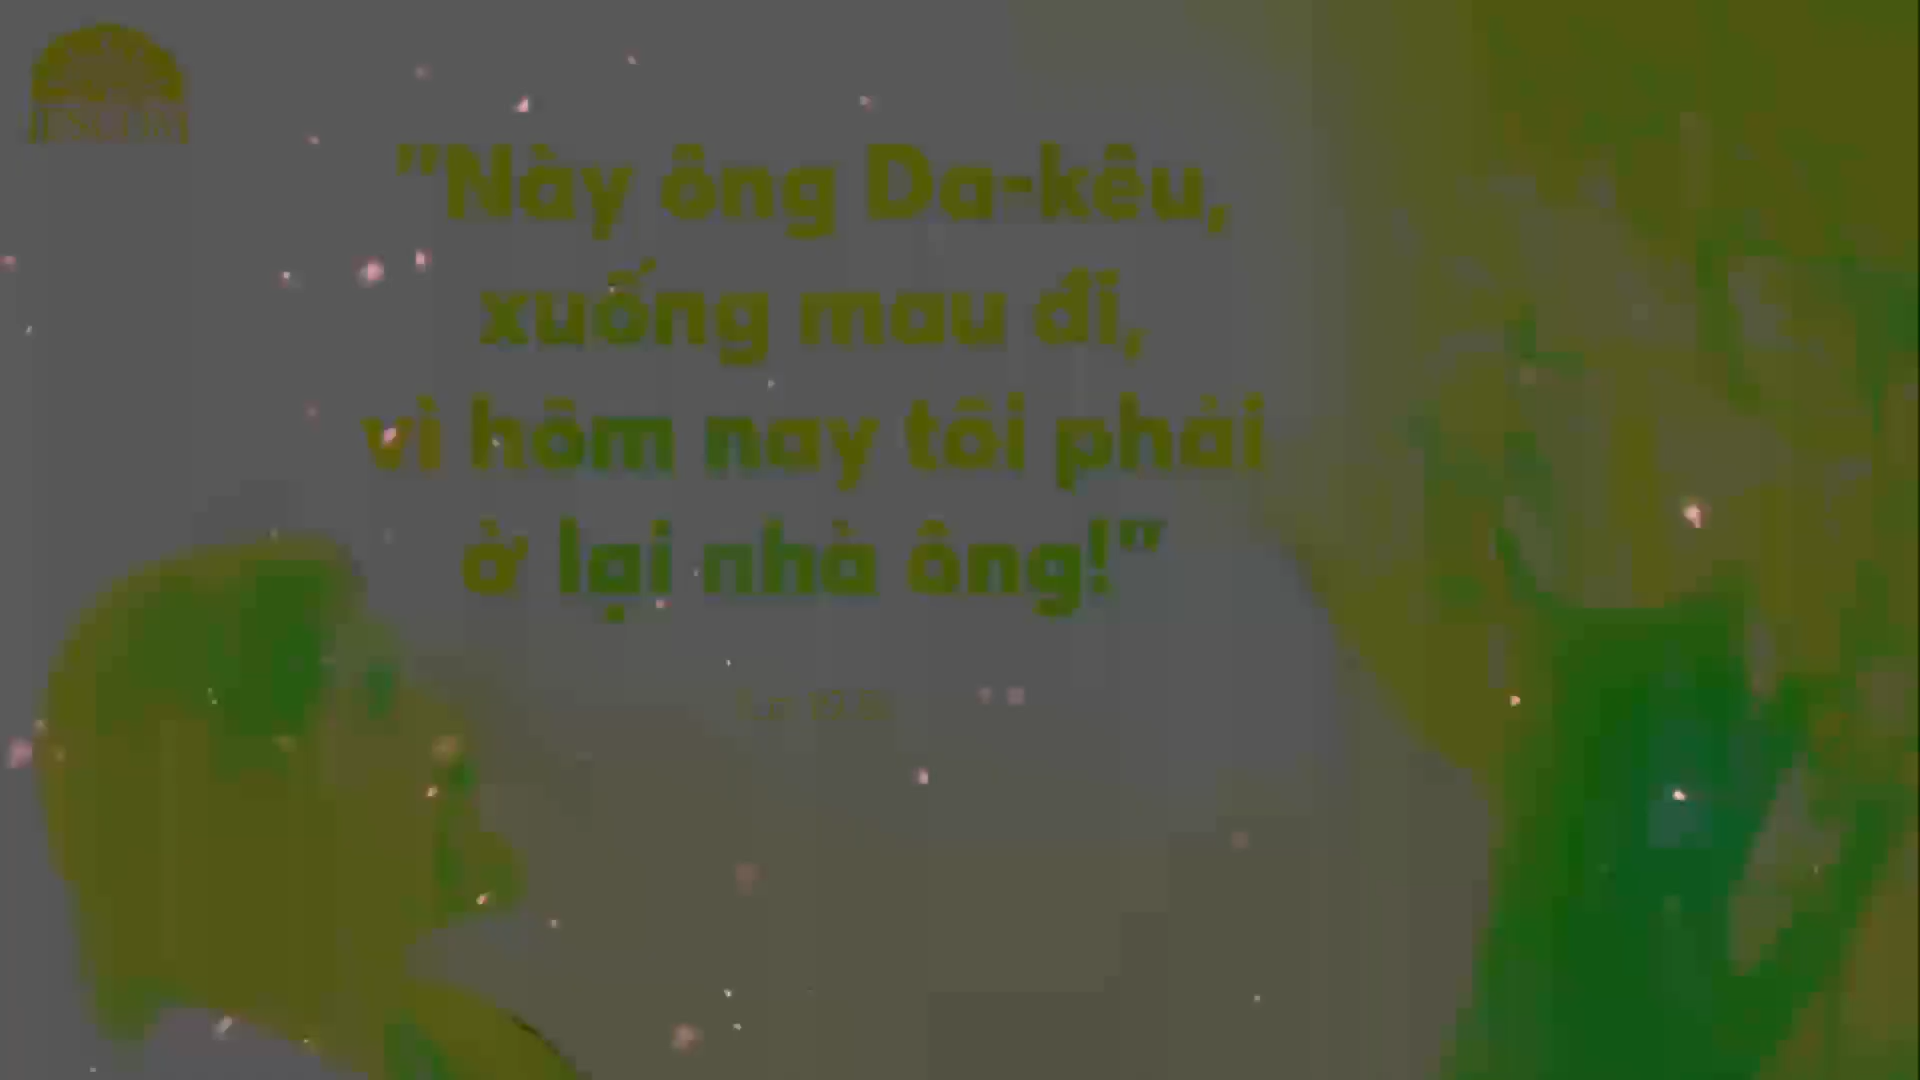 "Này ông Da-kêu,
xuống mau đi,
vì hôm nay tôi phải
ở lại nhà ông!"